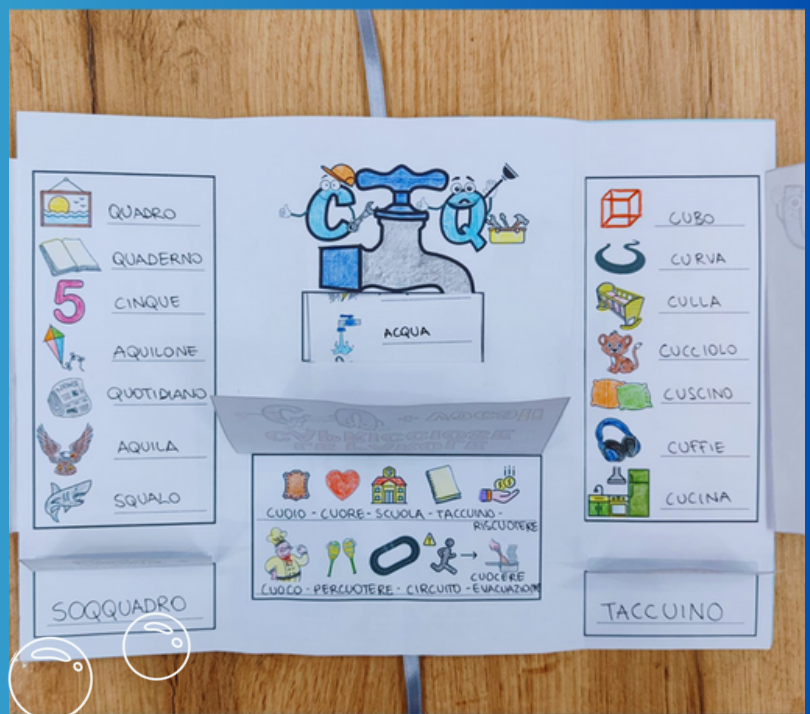 QUADRO
QUADERNO
5
CINQUE
AQUILONE
QUOTIDIANO
AQUILA
SQUALO
SOQQUADRO
C Q
ACQUA
CUOIO - CUORE - SCUOLA - TACCUINO -
RISCUOTERE
CUOCO - PERCUOTERE - CIRCUITO - EVACUAZIONE
CUOCERE
CUBO
CURVA
CULLA
CUCCIOLO
CUSCINO
CUFFIE
CUCINA
TACCUINO